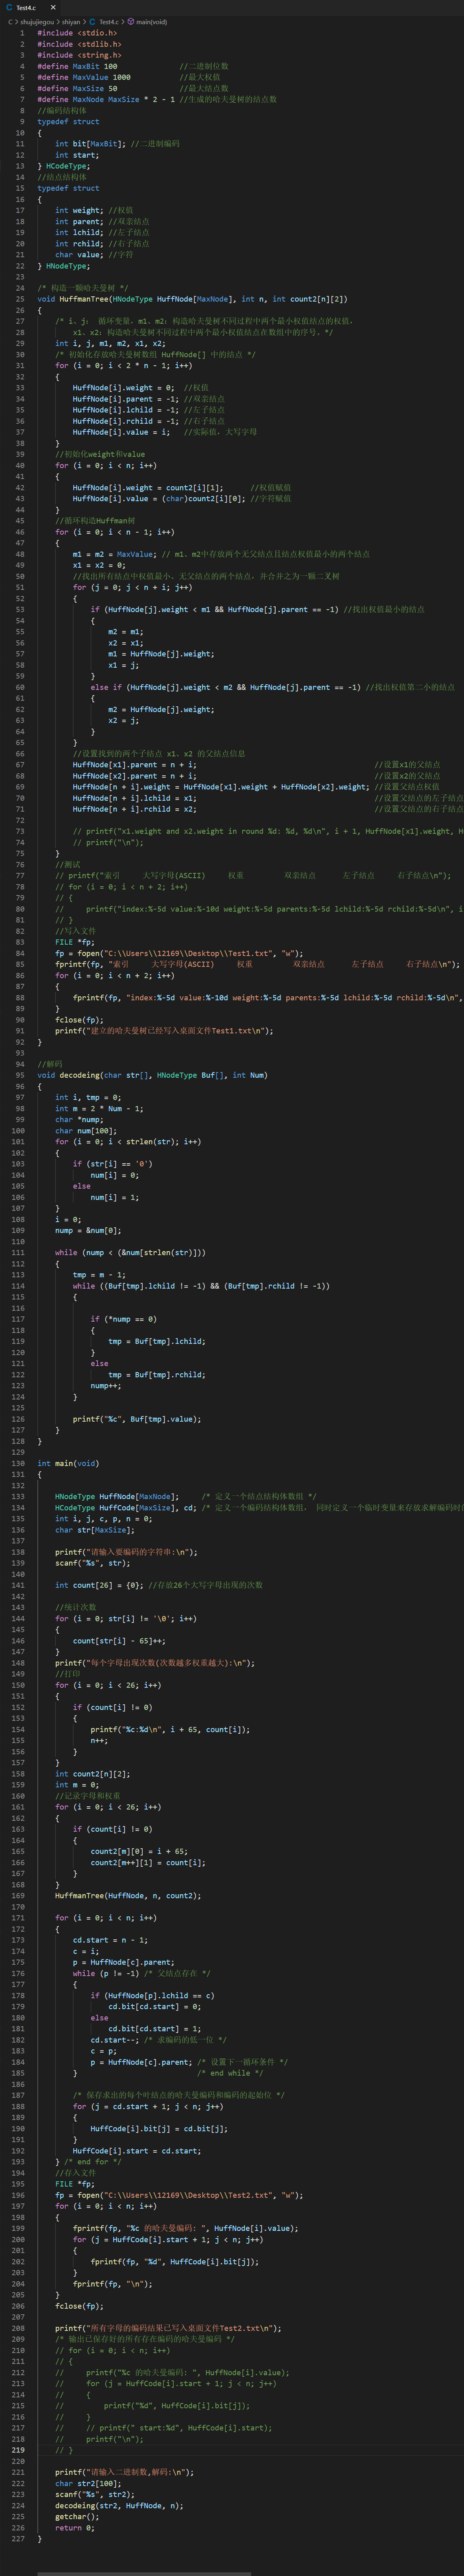 Test4.c ×
C > shujujiegou > shiyan > C Test4.c > main(void)
1 #include <stdio.h>
2 #include <stdlib.h>
3 #include <string.h>
4 #define MaxBit 100 //二进制位数
5 #define MaxValue 1000 //最大权值
6 #define MaxSize 50 //最大结点数
7 #define MaxNode MaxSize * 2 - 1 //生成的哈夫曼树的结点数
8 //编码结构体
9 typedef struct
10 {
11 int bit[MaxBit]; //二进制编码
12 int start;
13 } HCodeType;
14 //结点结构体
15 typedef struct
16 {
17 int weight; //权值
18 int parent; //双亲结点
19 int lchild; //左子结点
20 int rchild; //右子结点
21 char value; //字符
22 } HNodeType;
23
24 /* 构造一颗哈夫曼树 */
25 void HuffmanTree(HNodeType HuffNode[MaxNode], int n, int count2[n][2])
26 {
27 /* i、j： 循环变量，m1、m2：构造哈夫曼树不同过程中两个最小权值结点的权值，
28 x1、x2：构造哈夫曼树不同过程中两个最小权值结点在数组中的序号。*/
29 int i, j, m1, m2, x1, x2;
30 /* 初始化存放哈夫曼树数组 HuffNode[] 中的结点 */
31 for (i = 0; i < 2 * n - 1; i++)
32 {
33 HuffNode[i].weight = 0; //权值
34 HuffNode[i].parent = -1; //双亲结点
35 HuffNode[i].lchild = -1; //左子结点
36 HuffNode[i].rchild = -1; //右子结点
37 HuffNode[i].value = i; //实际值，大写字母
38 }
39 //初始化weight和value
40 for (i = 0; i < n; i++)
41 {
42 HuffNode[i].weight = count2[i][1]; //权值赋值
43 HuffNode[i].value = (char)count2[i][0]; //字符赋值
44 }
45 //循环构造Huffman树
46 for (i = 0; i < n - 1; i++)
47 {
48 m1 = m2 = MaxValue; // m1、m2中存放两个无父结点且结点权值最小的两个结点
49 x1 = x2 = 0;
50 //找出所有结点中权值最小、无父结点的两个结点，并合并之为一颗二叉树
51 for (j = 0; j < n + i; j++)
52 {
53 if (HuffNode[j].weight < m1 && HuffNode[j].parent == -1) //找出权值最小的结点
54 {
55 m2 = m1;
56 x2 = x1;
57 m1 = HuffNode[j].weight;
58 x1 = j;
59 }
60 else if (HuffNode[j].weight < m2 && HuffNode[j].parent == -1) //找出权值第二小的结点
61 {
62 m2 = HuffNode[j].weight;
63 x2 = j;
64 }
65 }
66 //设置找到的两个子结点 x1、x2 的父结点信息
67 HuffNode[x1].parent = n + i; //设置x1的父结点
68 HuffNode[x2].parent = n + i; //设置x2的父结点
69 HuffNode[n + i].weight = HuffNode[x1].weight + HuffNode[x2].weight; //设置父结点权值
70 HuffNode[n + i].lchild = x1; //设置父结点的左子结点
71 HuffNode[n + i].rchild = x2; //设置父结点的右子结点
72
73 // printf("x1.weight and x2.weight in round %d: %d, %d\n", i + 1, HuffNode[x1].weight, H
74 // printf("\n");
75 }
76 //测试
77 // printf("索引 大写字母(ASCII) 权重 双亲结点 左子结点 右子结点\n");
78 // for (i = 0; i < n + 2; i++)
79 // {
80 // printf("index:%-5d value:%-10d weight:%-5d parents:%-5d lchild:%-5d rchild:%-5d\n", i
81 // }
82 //写入文件
83 FILE *fp;
84 fp = fopen("C:\\Users\\12169\\Desktop\\Test1.txt", "w");
85 fprintf(fp, "索引 大写字母(ASCII) 权重 双亲结点 左子结点 右子结点\n");
86 for (i = 0; i < n + 2; i++)
87 {
88 fprintf(fp, "index:%-5d value:%-10d weight:%-5d parents:%-5d lchild:%-5d rchild:%-5d\n",
89 }
90 fclose(fp);
91 printf("建立的哈夫曼树已经写入桌面文件Test1.txt\n");
92 }
93
94 //解码
95 void decodeing(char str[], HNodeType Buf[], int Num)
96 {
97 int i, tmp = 0;
98 int m = 2 * Num - 1;
99 char *nump;
100 char num[100];
101 for (i = 0; i < strlen(str); i++)
102 {
103 if (str[i] == '0')
104 num[i] = 0;
105 else
106 num[i] = 1;
107 }
108 i = 0;
109 nump = &num[0];
110
111 while (nump < (&num[strlen(str)]))
112 {
113 tmp = m - 1;
114 while ((Buf[tmp].lchild != -1) && (Buf[tmp].rchild != -1))
115 {
116
117 if (*nump == 0)
118 {
119 tmp = Buf[tmp].lchild;
120 }
121 else
122 tmp = Buf[tmp].rchild;
123 nump++;
124 }
125
126 printf("%c", Buf[tmp].value);
127 }
128 }
129
130 int main(void)
131 {
132
133 HNodeType HuffNode[MaxNode]; /* 定义一个结点结构体数组 */
134 HCodeType HuffCode[MaxSize], cd; /* 定义一个编码结构体数组， 同时定义一个临时变量来存放求解编码时的
135 int i, j, c, p, n = 0;
136 char str[MaxSize];
137
138 printf("请输入要编码的字符串:\n");
139 scanf("%s", str);
140
141 int count[26] = {0}; //存放26个大写字母出现的次数
142
143 //统计次数
144 for (i = 0; str[i] != '\0'; i++)
145 {
146 count[str[i] - 65]++;
147 }
148 printf("每个字母出现次数(次数越多权重越大):\n");
149 //打印
150 for (i = 0; i < 26; i++)
151 {
152 if (count[i] != 0)
153 {
154 printf("%c:%d\n", i + 65, count[i]);
155 n++;
156 }
157 }
158 int count2[n][2];
159 int m = 0;
160 //记录字母和权重
161 for (i = 0; i < 26; i++)
162 {
163 if (count[i] != 0)
164 {
165 count2[m][0] = i + 65;
166 count2[m++][1] = count[i];
167 }
168 }
169 HuffmanTree(HuffNode, n, count2);
170
171 for (i = 0; i < n; i++)
172 {
173 cd.start = n - 1;
174 c = i;
175 p = HuffNode[c].parent;
176 while (p != -1) /* 父结点存在 */
177 {
178 if (HuffNode[p].lchild == c)
179 cd.bit[cd.start] = 0;
180 else
181 cd.bit[cd.start] = 1;
182 cd.start--; /* 求编码的低一位 */
183 c = p;
184 p = HuffNode[c].parent; /* 设置下一循环条件 */
185 } /* end while */
186
187 /* 保存求出的每个叶结点的哈夫曼编码和编码的起始位 */
188 for (j = cd.start + 1; j < n; j++)
189 {
190 HuffCode[i].bit[j] = cd.bit[j];
191 }
192 HuffCode[i].start = cd.start;
193 } /* end for */
194 //存入文件
195 FILE *fp;
196 fp = fopen("C:\\Users\\12169\\Desktop\\Test2.txt", "w");
197 for (i = 0; i < n; i++)
198 {
199 fprintf(fp, "%c 的哈夫曼编码: ", HuffNode[i].value);
200 for (j = HuffCode[i].start + 1; j < n; j++)
201 {
202 fprintf(fp, "%d", HuffCode[i].bit[j]);
203 }
204 fprintf(fp, "\n");
205 }
206 fclose(fp);
207
208 printf("所有字母的编码结果已写入桌面文件Test2.txt\n");
209 /* 输出已保存好的所有存在编码的哈夫曼编码 */
210 // for (i = 0; i < n; i++)
211 // {
212 // printf("%c 的哈夫曼编码: ", HuffNode[i].value);
213 // for (j = HuffCode[i].start + 1; j < n; j++)
214 // {
215 // printf("%d", HuffCode[i].bit[j]);
216 // }
217 // // printf(" start:%d", HuffCode[i].start);
218 // printf("\n");
219 // }
220
221 printf("请输入二进制数,解码:\n");
222 char str2[100];
223 scanf("%s", str2);
224 decodeing(str2, HuffNode, n);
225 getchar();
226 return 0;
227 }